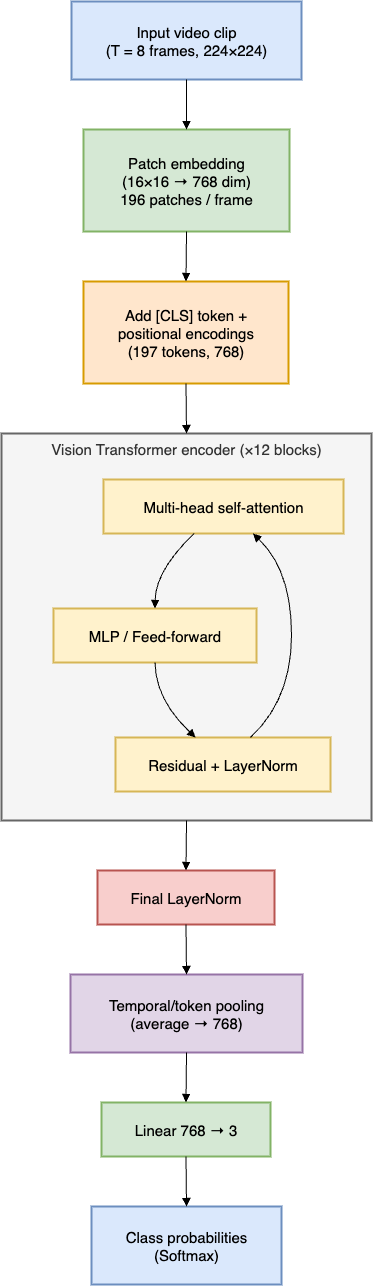 Input video clip
(T = 8 frames, 224×224)
Patch embedding
(16×16 → 768 dim)
196 patches / frame
Add [CLS] token +
positional encodings
(197 tokens, 768)
Vision Transformer encoder (×12 blocks)
Multi-head self-attention
MLP / Feed-forward
Residual + LayerNorm
Final LayerNorm
Temporal/token pooling
(average → 768)
Linear 768 → 3
Class probabilities
(Softmax)